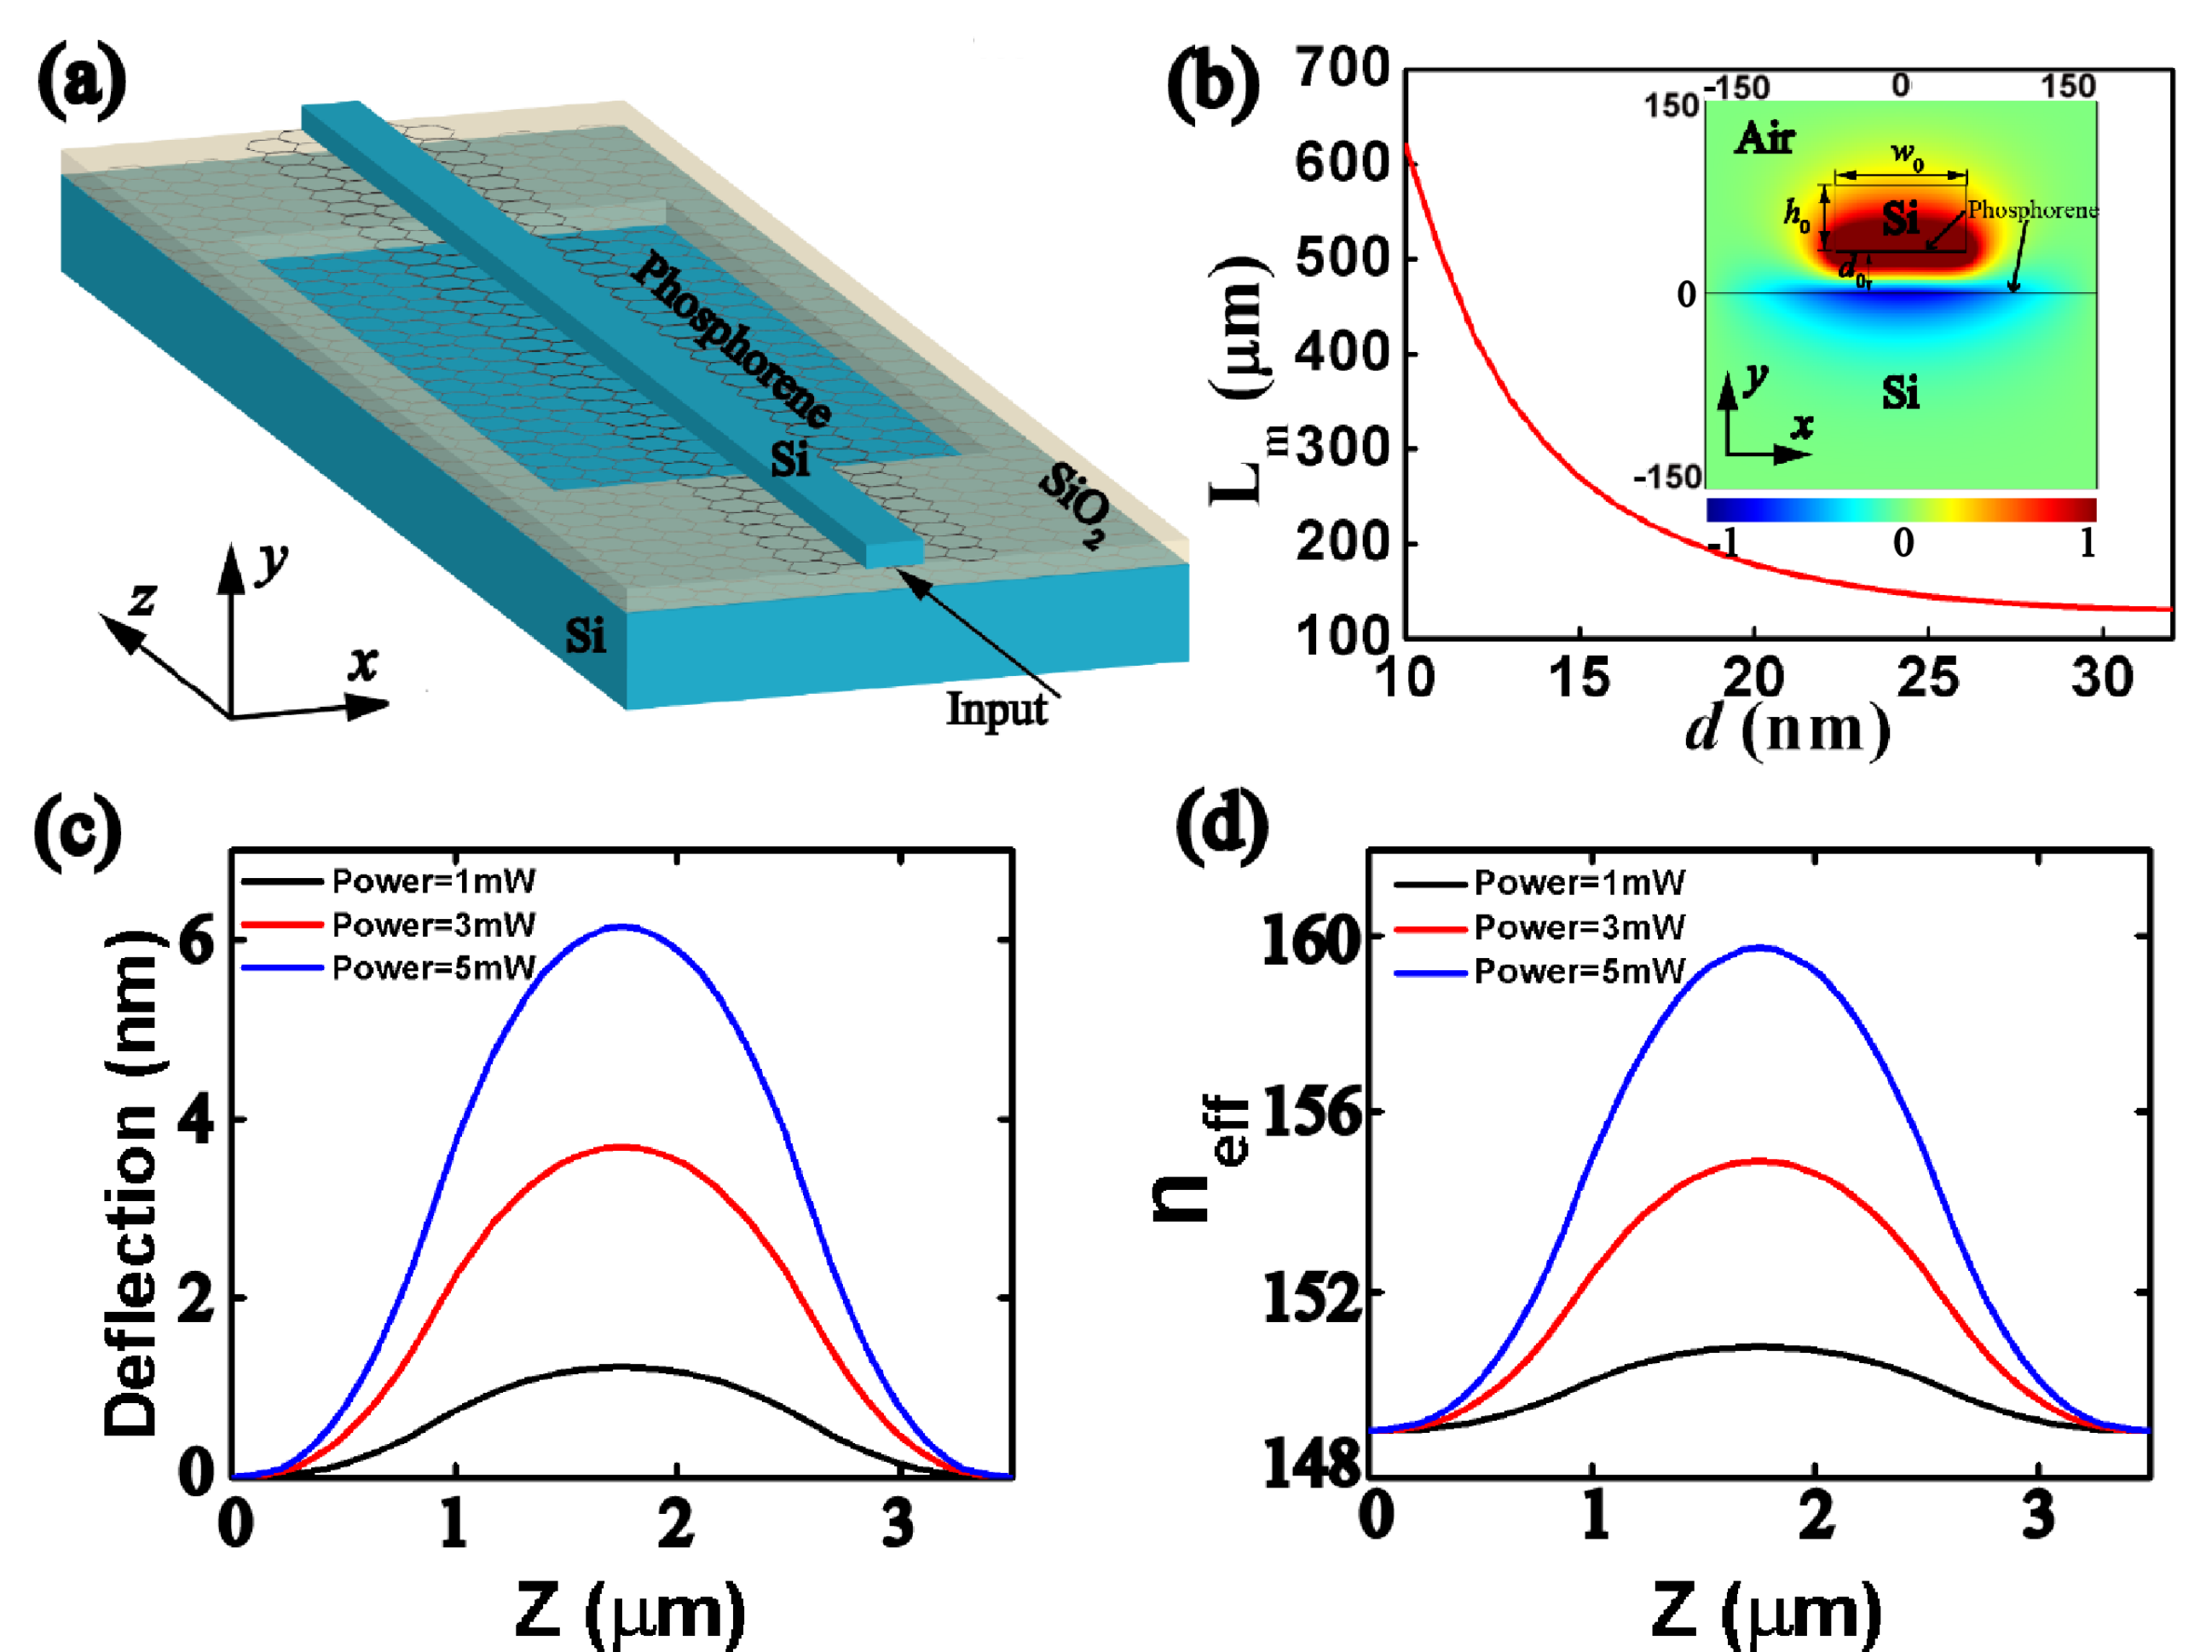 (a)
Phosphorene
Si
SiO2
Si
Input
z
y
x
(b)
700
600
500
400
300
200
100
10 15 20 25 30
Lm (μm)
d (nm)
-150 0 150
150
0
-150
Air
w0
h0
Si
Phosphorene
d0
Si
y
x
-1 0 1
(c)
Power=1mW
Power=3mW
Power=5mW
6
4
2
0
0 1 2 3
Deflection (nm)
Z (μm)
(d)
Power=1mW
Power=3mW
Power=5mW
160
156
152
148
0 1 2 3
neff
Z (μm)